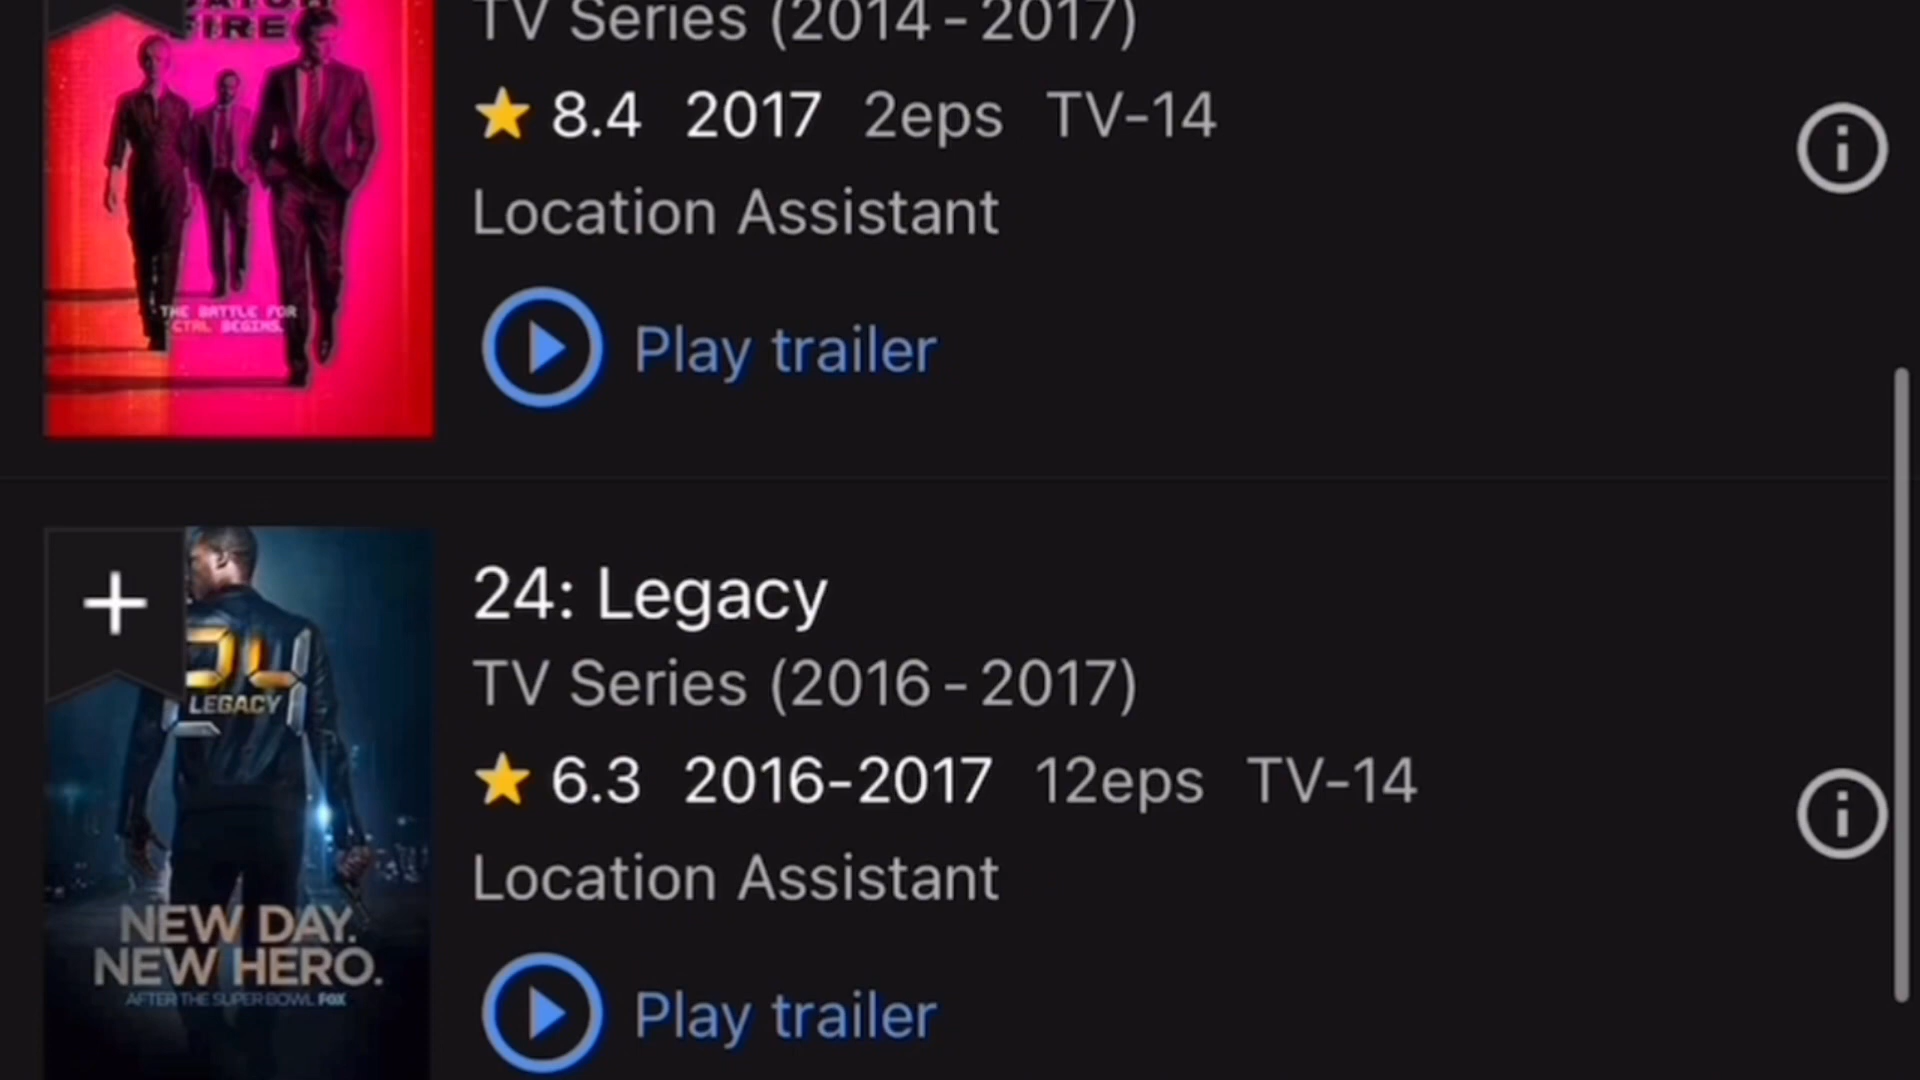 FIRE
TV Series (2014-2017)
8.4 2017 2eps TV-14
Location Assistant
THE BATTLE FOR
CTRL BEGINS.
Play trailer
24: Legacy
TV Series (2016-2017)
24
LEGACY
6.3 2016-2017 12eps TV-14
Location Assistant
NEW DAY.
NEW HERO.
AFTER THE SUPER BOWL FOX
Play trailer